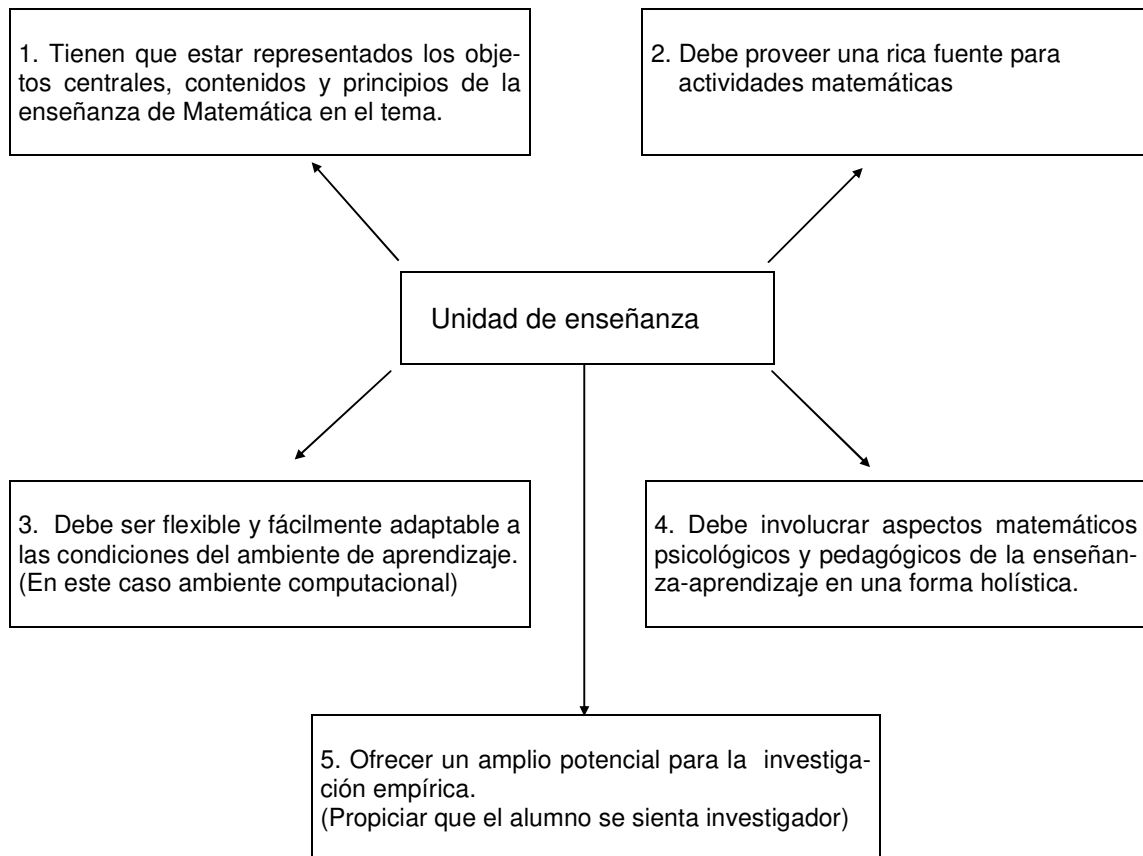 1. Tienen que estar representados los obje-
tos centrales, contenidos y principios de la
enseñanza de Matemática en el tema.
2. Debe proveer una rica fuente para
actividades matemáticas
Unidad de enseñanza
3. Debe ser flexible y fácilmente adaptable a
las condiciones del ambiente de aprendizaje.
(En este caso ambiente computacional)
4. Debe involucrar aspectos matemáticos
psicológicos y pedagógicos de la enseñan-
za-aprendizaje en una forma holística.
5. Ofrecer un amplio potencial para la investiga-
ción empírica.
(Propiciar que el alumno se sienta investigador)